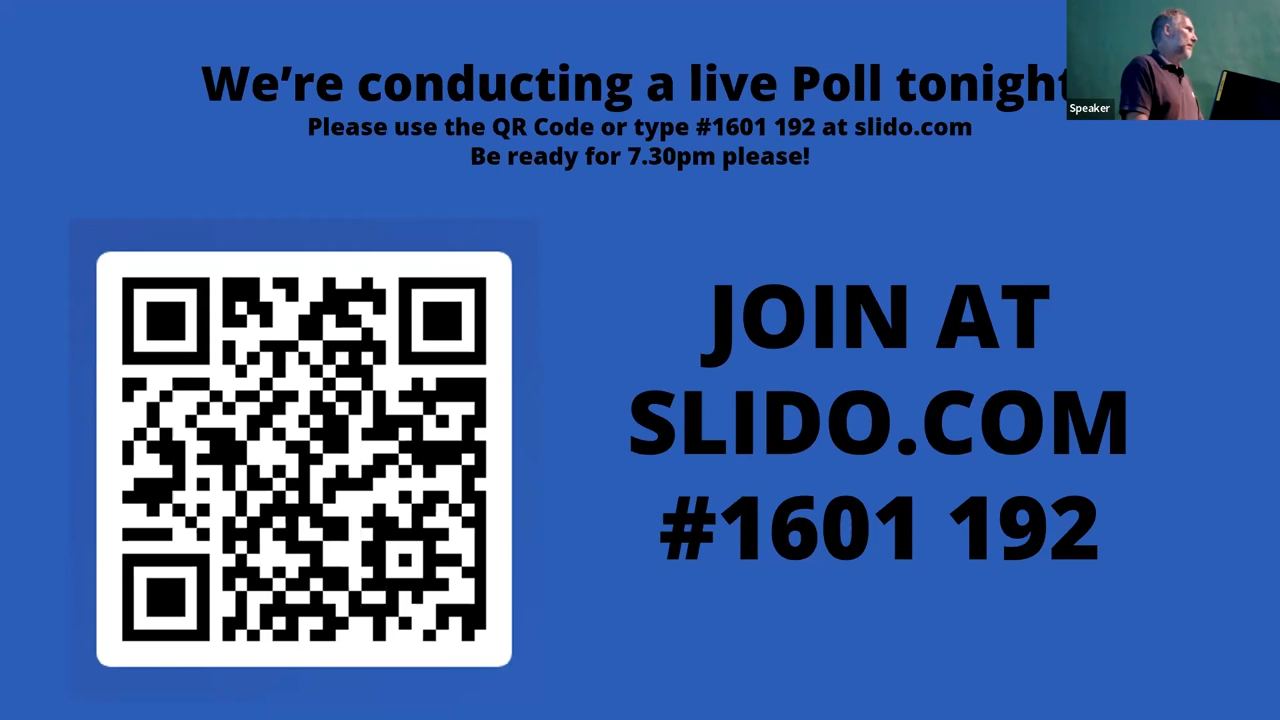 We’re conducting a live Poll tonight
Please use the QR Code or type #1601 192 at slido.com
Be ready for 7.30pm please!
Speaker
JOIN AT
SLIDO.COM
#1601 192